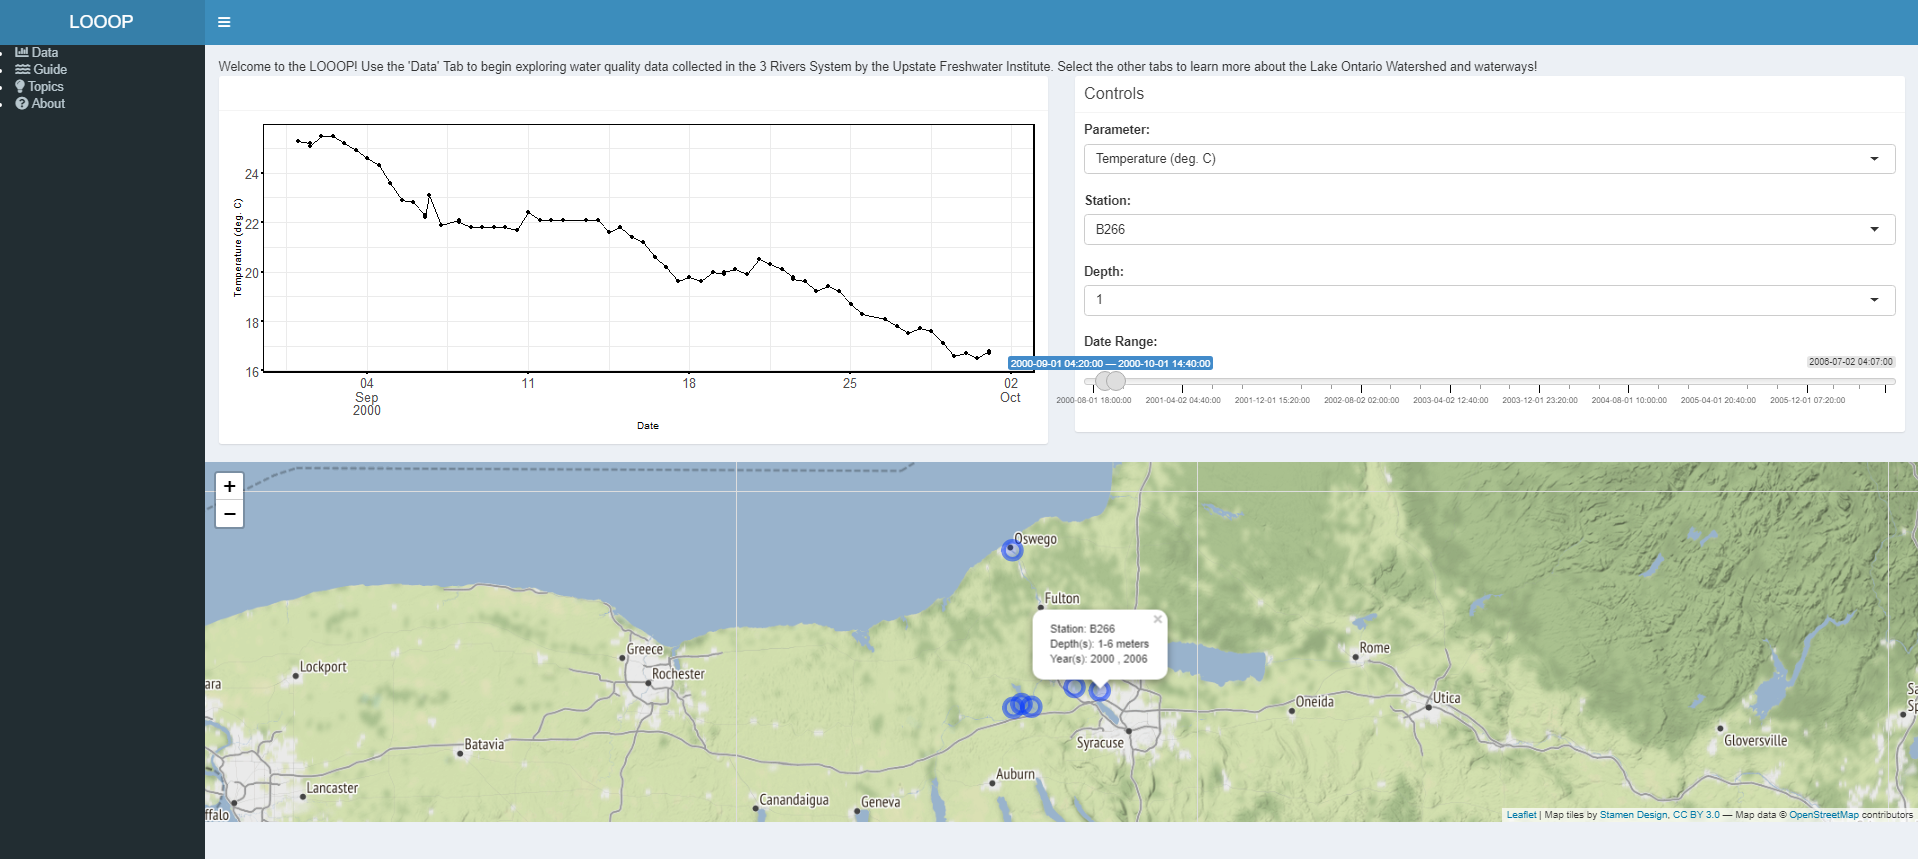 LOOOP
Data
Guide
Topics
About
Welcome to the LOOOP! Use the 'Data' Tab to begin exploring water quality data collected in the 3 Rivers System by the Upstate Freshwater Institute. Select the other tabs to learn more about the Lake Ontario Watershed and waterways!
24
22
20
18
16
Temperature (deg. C)
04
Sep
2000
11
18
25
02
Oct
Date
Controls
Parameter:
Temperature (deg. C)
Station:
B266
Depth:
1
Date Range:
2000-09-01 04:20:00 — 2000-10-01 14:40:00
2006-07-02 04:07:00
2000-08-01 18:00:00
2001-04-02 04:40:00
2001-12-01 15:20:00
2002-08-02 02:00:00
2003-04-02 12:40:00
2003-12-01 23:20:00
2004-08-01 10:00:00
2005-04-01 20:40:00
2005-12-01 07:20:00
+
−
Oswego
Fulton
×
Station: B266
Depth(s): 1-6 meters
Year(s): 2000 , 2006
Greece
Rochester
Lockport
ara
Rome
Utica
Oneida
Sa
Sp
Gloversville
Syracuse
Batavia
Auburn
Lancaster
Canandaigua
Geneva
ffalo
Leaflet | Map tiles by Stamen Design, CC BY 3.0 — Map data © OpenStreetMap contributors